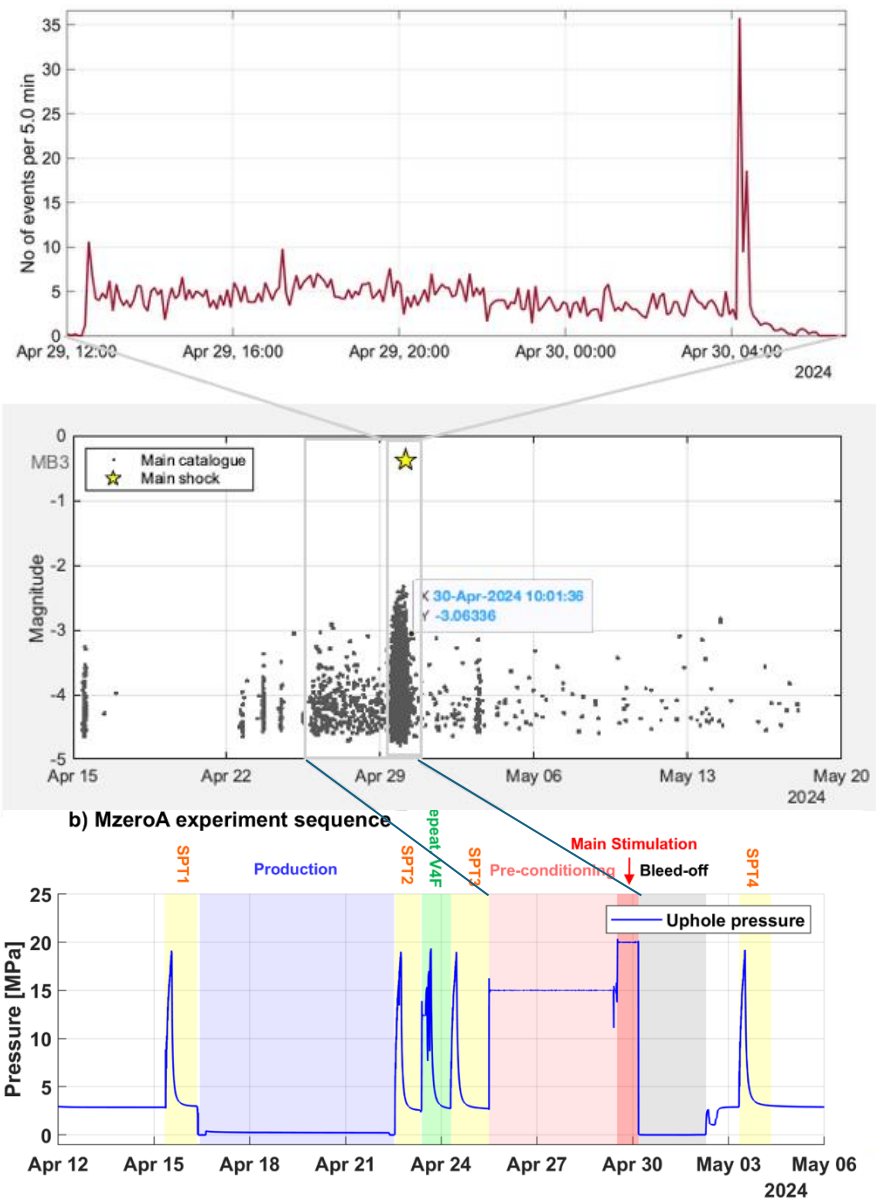 No of events per 5.0 min
35
30
25
20
15
10
5
0
Apr 29, 12:00
Apr 29, 16:00
Apr 29, 20:00
Apr 30, 00:00
Apr 30, 04:00
2024
MB3
Magnitude
0
-1
-2
-3
-4
-5
Main catalogue
Main shock
X 30-Apr-2024 10:01:36
Y -3.06336
Apr 15
Apr 22
Apr 29
May 06
May 13
May 20
2024
b) MzeroA experiment sequence
SPT1
Production
SPT2
epeat V4F
SPT3
Pre-conditioning
Main Stimulation
Bleed-off
SPT4
Pressure [MPa]
25
20
15
10
5
0
Uphole pressure
Apr 12
Apr 15
Apr 18
Apr 21
Apr 24
Apr 27
Apr 30
May 03
May 06
2024